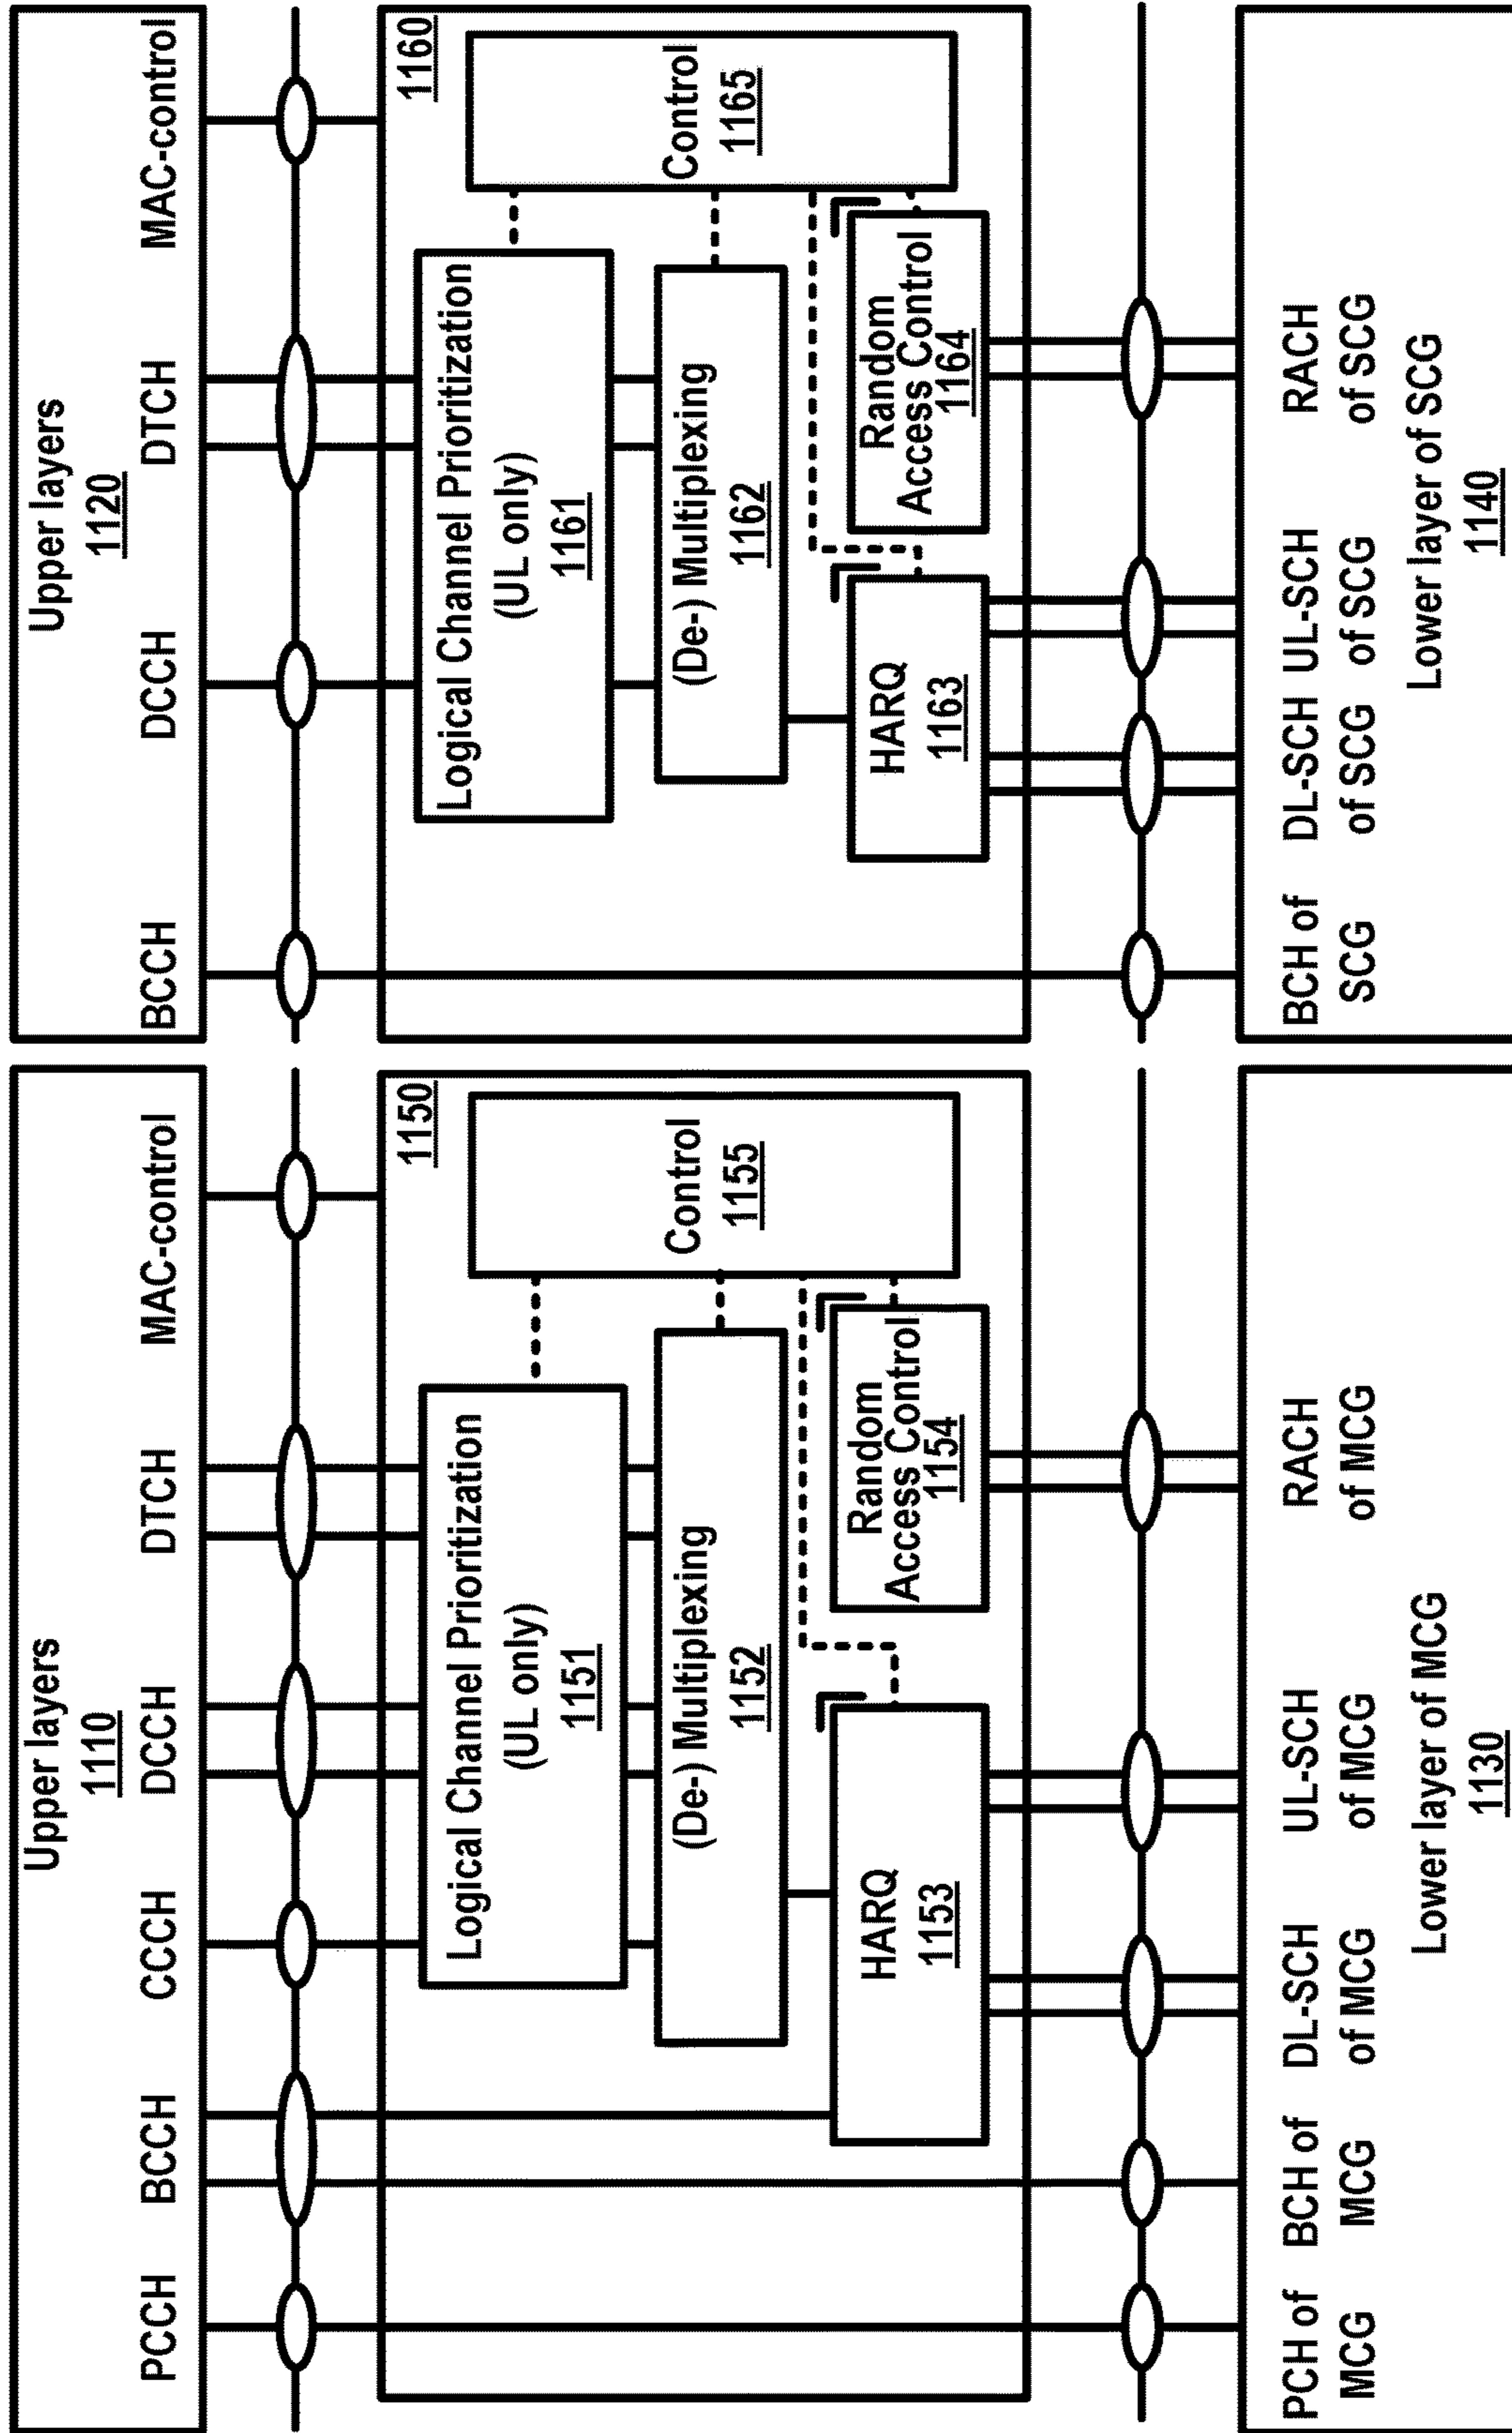 Upper layers
1110
PCCH
BCCH
CCCH
DCCH
DTCH
MAC-control
1150
Logical Channel Prioritization
(UL only)
1151
(De-) Multiplexing
1152
HARQ
1153
Random
Access Control
1154
Control
1155
PCH of
MCG
BCH of
MCG
DL-SCH
of MCG
UL-SCH
of MCG
RACH
of MCG
Lower layer of MCG
1130
Upper layers
1120
BCCH
DCCH
DTCH
MAC-control
1160
Logical Channel Prioritization
(UL only)
1161
(De-) Multiplexing
1162
HARQ
1163
Random
Access Control
1164
Control
1165
BCH of
SCG
DL-SCH
of SCG
UL-SCH
of SCG
RACH
of SCG
Lower layer of SCG
1140